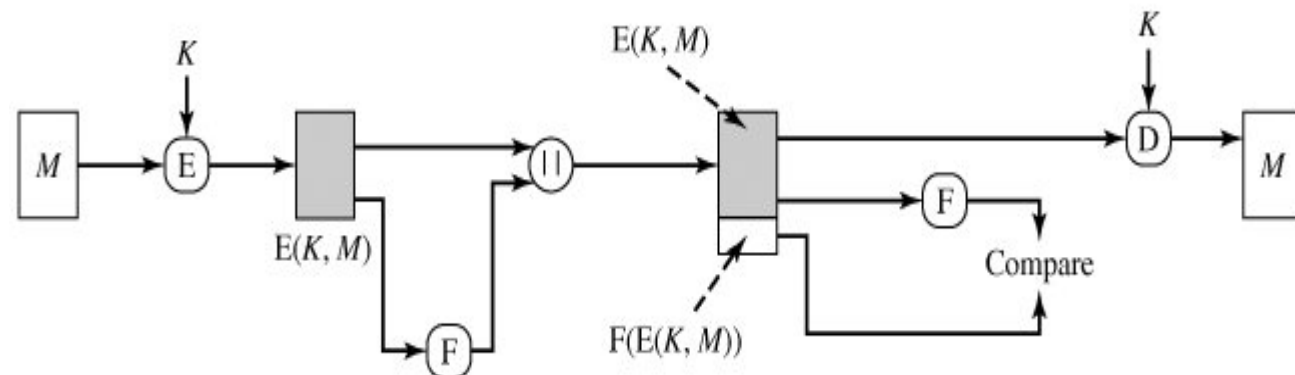 E(K, M)
K
K
M
E
||
D
M
F
E(K, M)
Compare
F
F(E(K, M))